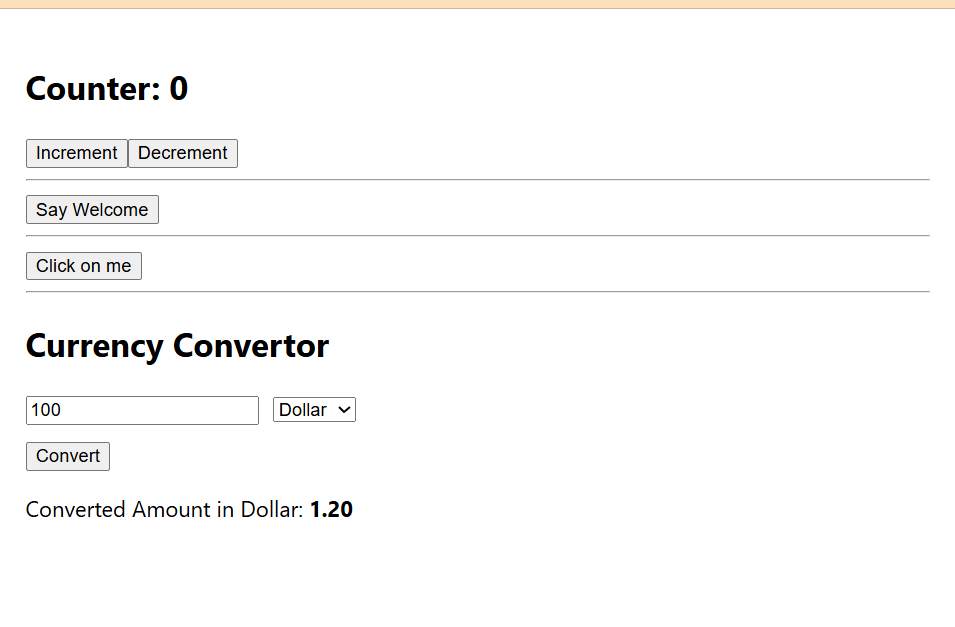 Counter: 0
Increment Decrement
Say Welcome
Click on me
Currency Convertor
100 Dollar
Convert
Converted Amount in Dollar: 1.20